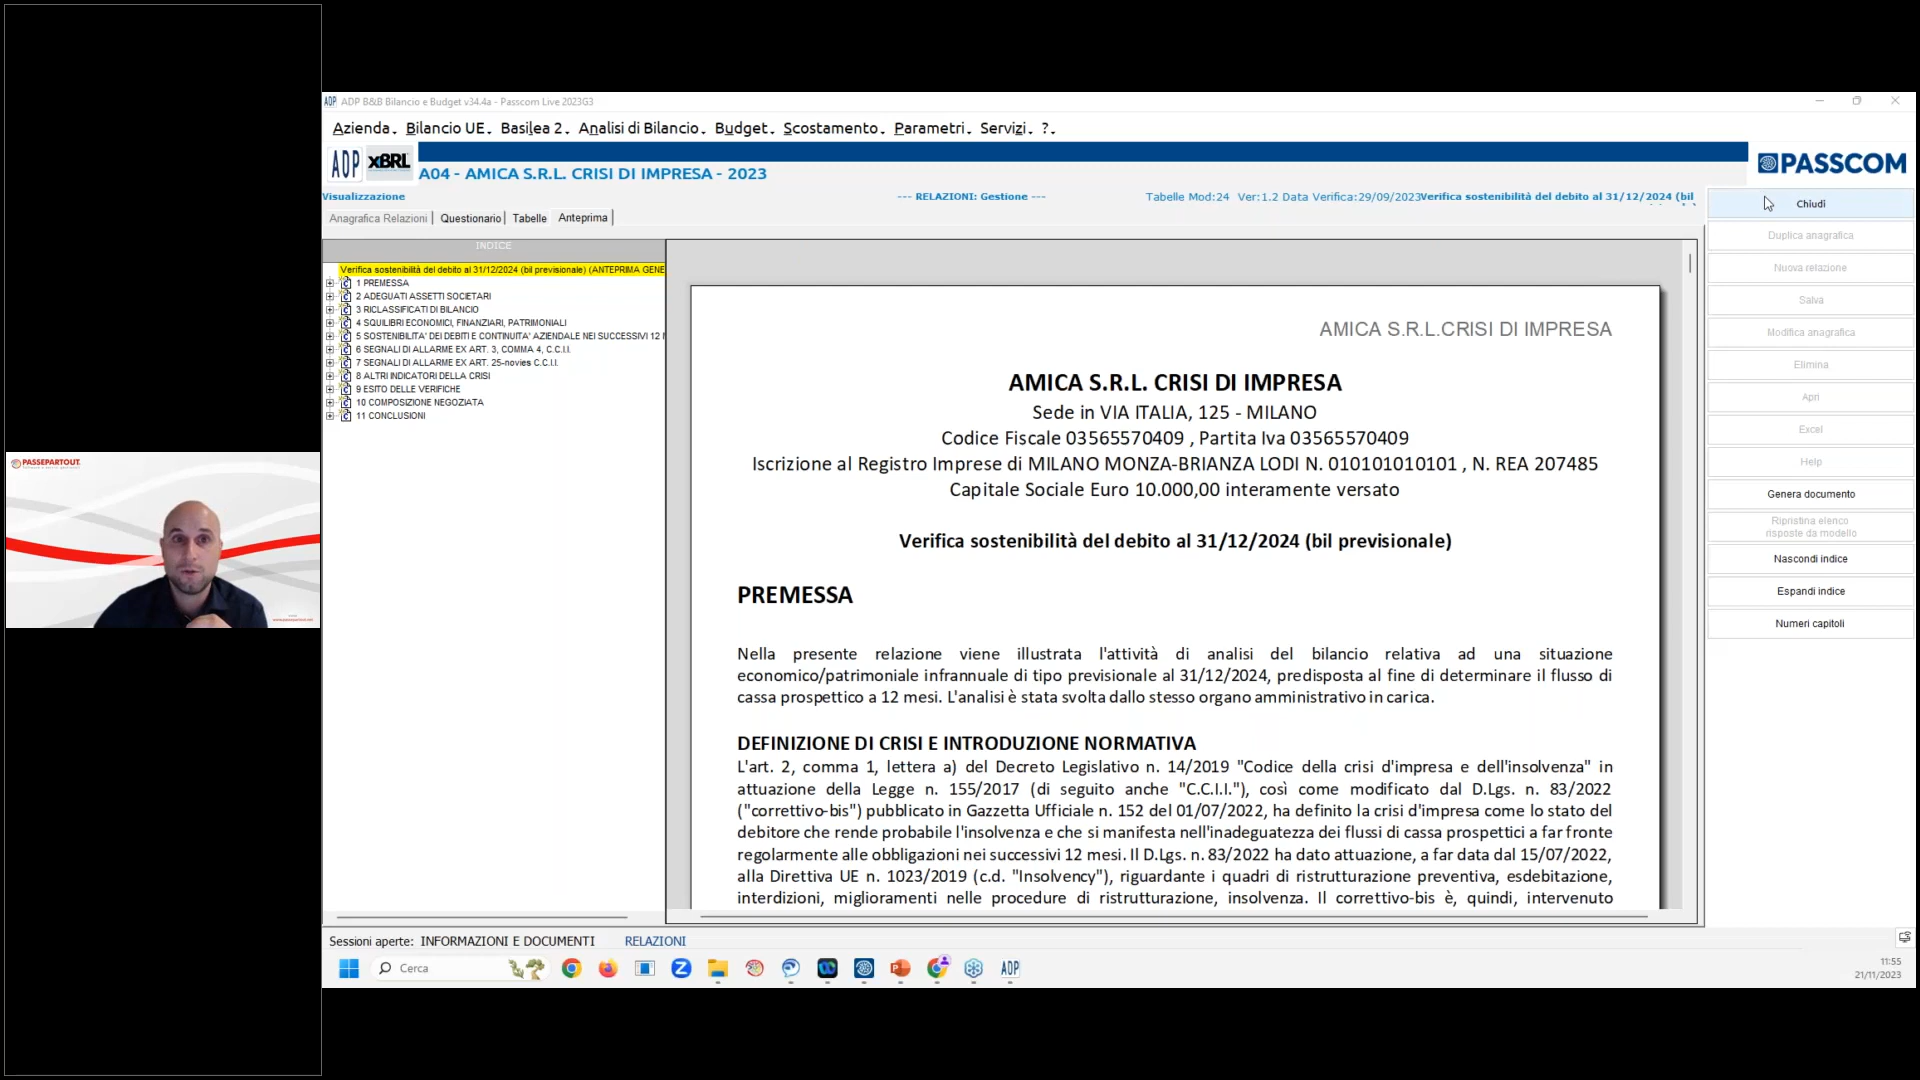 ADP B&B Bilancio e Budget v34.4a - Passcom Live 2023G3
Azienda. Bilancio UE. Basilea 2. Analisi di Bilancio. Budget. Scostamento. Parametri. Servizi. ?.
ADP XBRL
A04 - AMICA S.R.L. CRISI DI IMPRESA - 2023
PASSCOM
Visualizzazione
--- RELAZIONI: Gestione ---
Tabelle Mod:24 Ver:1.2 Data Verifica:29/09/2023Verifica sostenibilità del debito al 31/12/2024 (bil
Anagrafica Relazioni
Questionario
Tabelle
Anteprima
INDICE
Verifica sostenibilità del debito al 31/12/2024 (bil previsionale) (ANTEPRIMA GENE
1 PREMESSA
2 ADEGUATI ASSETTI SOCIETARI
3 RICLASSIFICATI DI BILANCIO
4 SQUILIBRI ECONOMICI, FINANZIARI, PATRIMONIALI
5 SOSTENIBILITA' DEI DEBITI E CONTINUITA' AZIENDALE NEI SUCCESSIVI 12
6 SEGNALI DI ALLARME EX ART. 3, COMMA 4, C.C.I.I.
7 SEGNALI DI ALLARME EX ART. 25-novies C.C.I.I.
8 ALTRI INDICATORI DELLA CRISI
9 ESITO DELLE VERIFICHE
10 COMPOSIZIONE NEGOZIATA
11 CONCLUSIONI
AMICA S.R.L.CRISI DI IMPRESA
AMICA S.R.L. CRISI DI IMPRESA
Sede in VIA ITALIA, 125 - MILANO
Codice Fiscale 03565570409 , Partita Iva 03565570409
Iscrizione al Registro Imprese di MILANO MONZA-BRIANZA LODI N. 010101010101 , N. REA 207485
Capitale Sociale Euro 10.000,00 interamente versato
Verifica sostenibilità del debito al 31/12/2024 (bil previsionale)
PREMESSA
Nella presente relazione viene illustrata l'attività di analisi del bilancio relativa ad una situazione
economico/patrimoniale infrannuale di tipo previsionale al 31/12/2024, predisposta al fine di determinare il flusso di
cassa prospettico a 12 mesi. L'analisi è stata svolta dallo stesso organo amministrativo in carica.
DEFINIZIONE DI CRISI E INTRODUZIONE NORMATIVA
L'art. 2, comma 1, lettera a) del Decreto Legislativo n. 14/2019 "Codice della crisi d'impresa e dell'insolvenza" in
attuazione della Legge n. 155/2017 (di seguito anche "C.C.I.I."), così come modificato dal D.Lgs. n. 83/2022
("correttivo-bis") pubblicato in Gazzetta Ufficiale n. 152 del 01/07/2022, ha definito la crisi d'impresa come lo stato del
debitore che rende probabile l'insolvenza e che si manifesta nell'inadeguatezza dei flussi di cassa prospettici a far fronte
regolarmente alle obbligazioni nei successivi 12 mesi. Il D.Lgs. n. 83/2022 ha dato attuazione, a far data dal 15/07/2022,
alla Direttiva UE n. 1023/2019 (c.d. "Insolvency"), riguardante i quadri di ristrutturazione preventiva, esdebitazione,
interdizioni, miglioramenti nelle procedure di ristrutturazione, insolvenza. Il correttivo-bis è, quindi, intervenuto
Chiudi
Duplica anagrafica
Nuova relazione
Salva
Modifica anagrafica
Elimina
Apri
Excel
Help
Genera documento
Ripristina elenco
risposte da modello
Nascondi indice
Espandi indice
Numeri capitoli
PASSEPARTOUT
Sessioni aperte: INFORMAZIONI E DOCUMENTI RELAZIONI
Cerca
ADP
11:55
21/11/2023